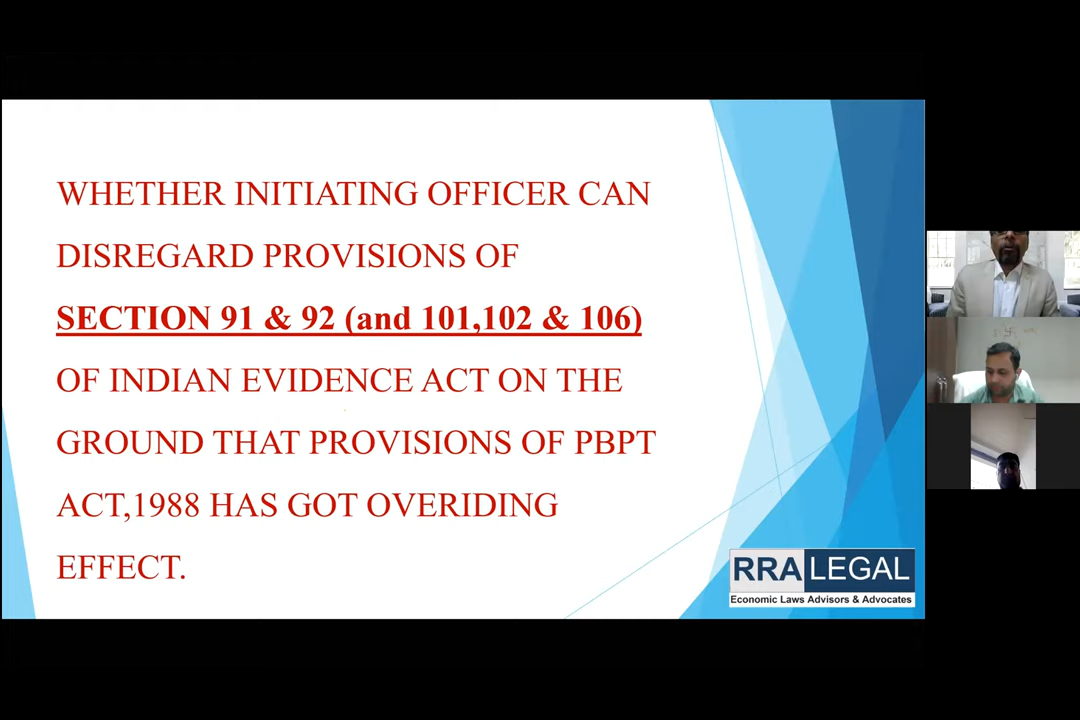 WHETHER INITIATING OFFICER CAN
DISREGARD PROVISIONS OF
SECTION 91 & 92 (and 101,102 & 106)
OF INDIAN EVIDENCE ACT ON THE
GROUND THAT PROVISIONS OF PBPT
ACT,1988 HAS GOT OVERIDING
EFFECT.
RRA LEGAL
Economic Laws Advisors & Advocates